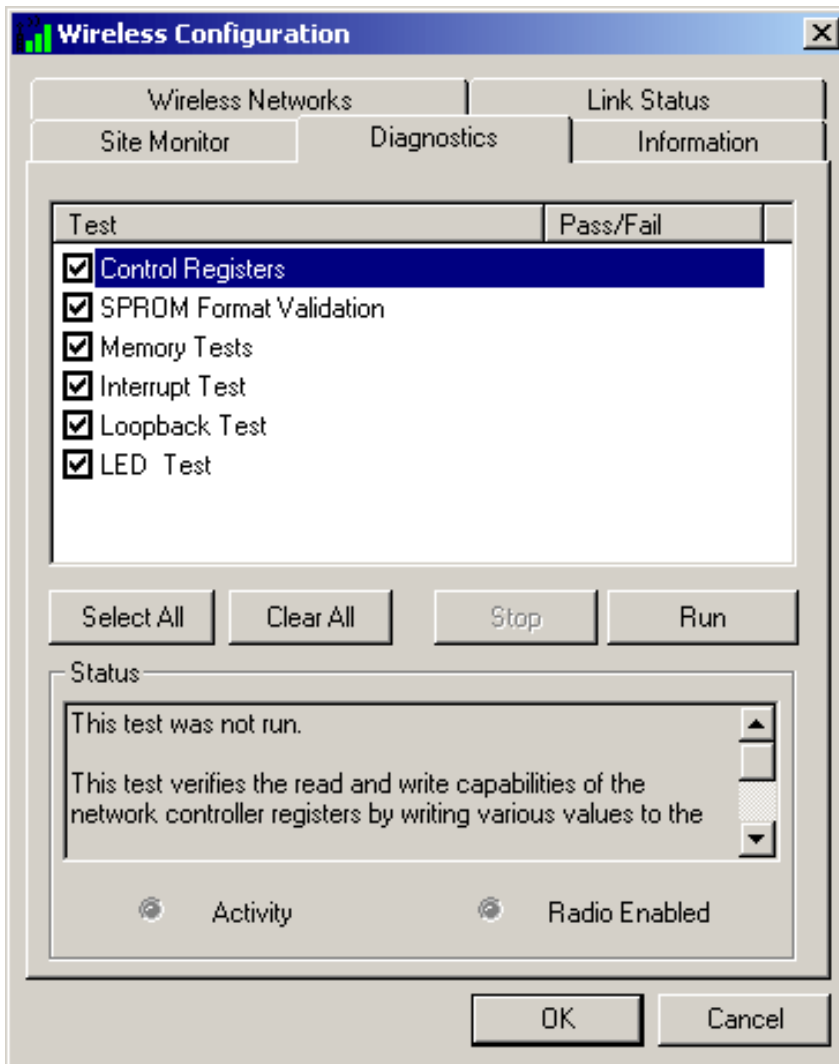 Wireless Configuration
Wireless Networks
Link Status
Site Monitor
Diagnostics
Information
Test
Pass/Fail
Control Registers
SPROM Format Validation
Memory Tests
Interrupt Test
Loopback Test
LED  Test
Select All
Clear All
Stop
Run
Status
This test was not run.
This test verifies the read and write capabilities of the
network controller registers by writing various values to the
Activity
Radio Enabled
OK
Cancel